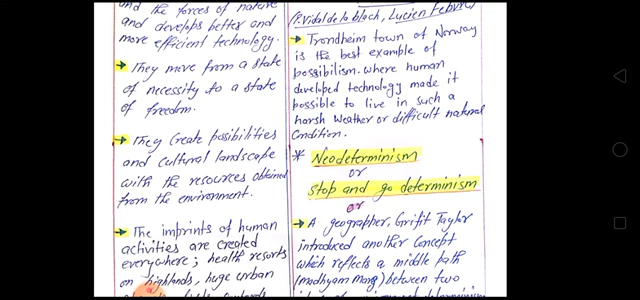 and the forces of nature
and develops better and
more efficient technology.
→ They move from a state
of necessity to a state
of freedom.
→ They create possibilities
and cultural landscape
with the resources obtained
from the environment.
→ The imprints of human
activities are created
everywhere; health resorts
on highlands, huge urban
(P. Vidal de la bloch, Lucien Febvre)
→ Trondheim town of Norway
is the best example of
possibilism. where human
developed technology made it
possible to live in such a
harsh weather or difficult natural
condition.
* Neodeterminism
or
Stop and go determinism
or
→ A geographer, Grifit Taylor
introduced another concept
which reflects a middle path
(madhyam marg) between two